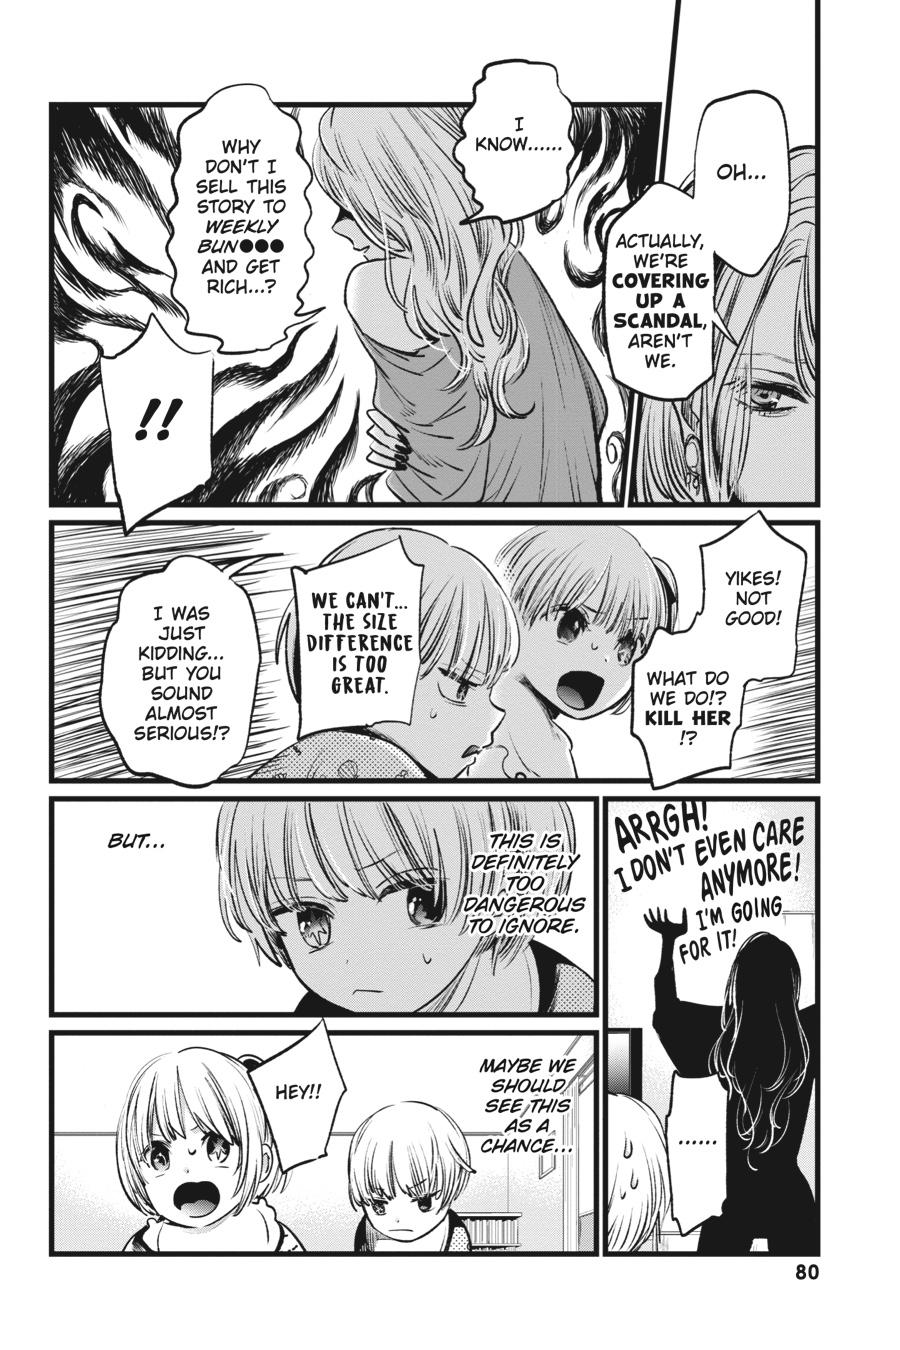 OH...
ACTUALLY,
WE'RE
COVERING
UP A
SCANDAL,
AREN'T
WE.
I
KNOW......
WHY
DON'T I
SELL THIS
STORY TO
WEEKLY
BUN●●●
AND GET
RICH...?
!!
YIKES!
NOT
GOOD!
WHAT DO
WE DO!?
KILL HER
!?
WE CAN'T...
THE SIZE
DIFFERENCE
IS TOO
GREAT.
I WAS
JUST
KIDDING...
BUT YOU
SOUND
ALMOST
SERIOUS!?
ARRGH!
I DON'T EVEN CARE
ANYMORE!
I'M GOING
FOR IT!
......
THIS IS
DEFINITELY
TOO
DANGEROUS
TO IGNORE.
BUT...
MAYBE WE
SHOULD
SEE THIS
AS A
CHANCE...
HEY!!
80